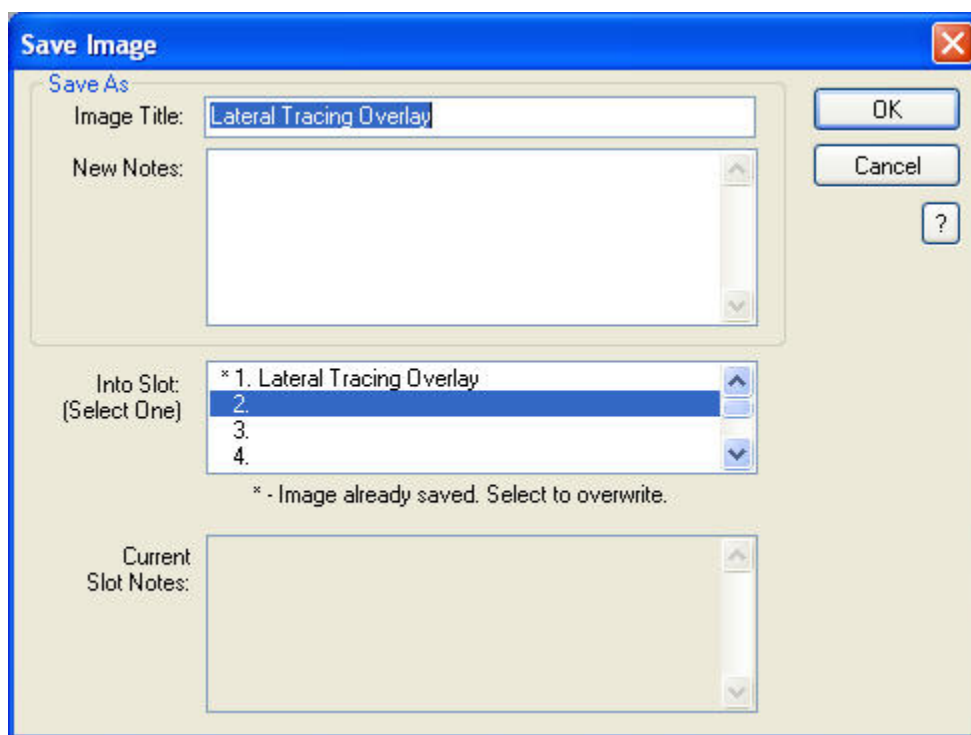 Save Image
Save As
Image Title: Lateral Tracing Overlay
OK
New Notes:
Cancel
?
Into Slot:
(Select One)
* 1. Lateral Tracing Overlay
2.
3.
4.
* - Image already saved. Select to overwrite.
Current
Slot Notes: